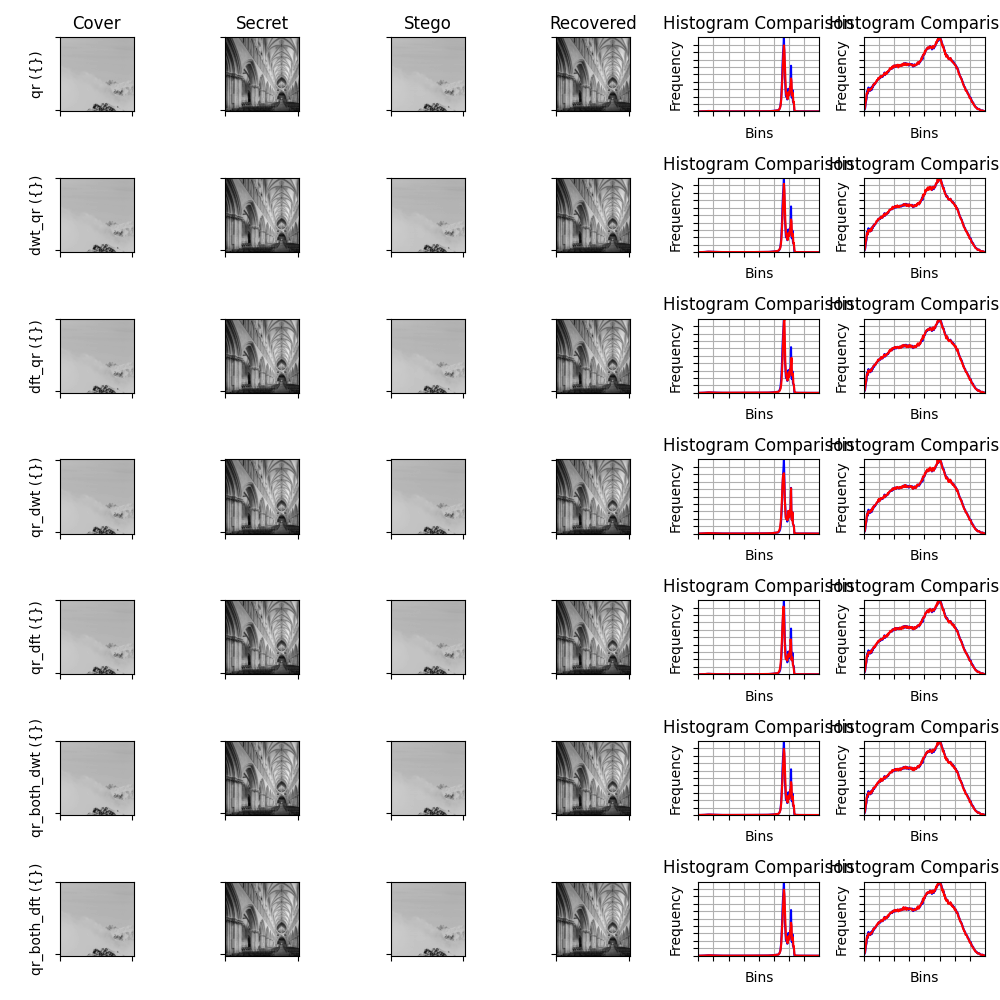 Cover Secret Stego Recovered Histogram Comparison Histogram Comparis
qr ({}) Frequency Frequency
Bins Bins
Histogram Comparison Histogram Comparis
dwt_qr ({}) Frequency Frequency
Bins Bins
Histogram Comparison Histogram Comparis
dft_qr ({}) Frequency Frequency
Bins Bins
Histogram Comparison Histogram Comparis
qr_dwt ({}) Frequency Frequency
Bins Bins
Histogram Comparison Histogram Comparis
qr_dft ({}) Frequency Frequency
Bins Bins
Histogram Comparison Histogram Comparis
qr_both_dwt ({}) Frequency Frequency
Bins Bins
Histogram Comparison Histogram Comparis
qr_both_dft ({}) Frequency Frequency
Bins Bins